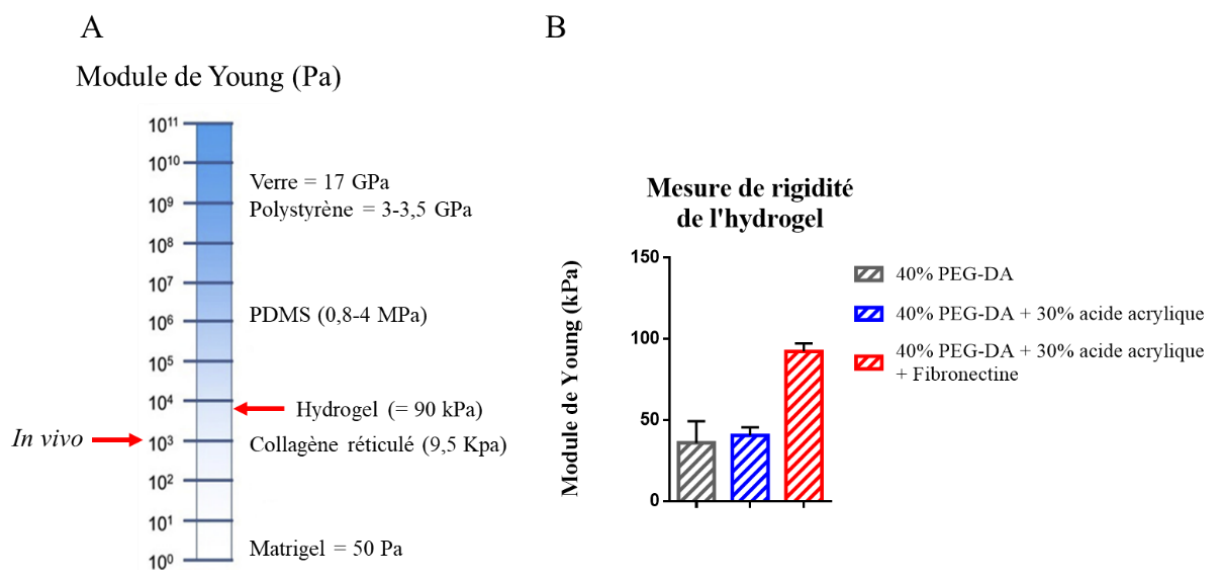 A
Module de Young (Pa)
10¹¹
10¹⁰
10⁹
10⁸
10⁷
10⁶
10⁵
10⁴
10³
10²
10¹
10⁰
Verre = 17 GPa
Polystyrène = 3-3,5 GPa
PDMS (0,8-4 MPa)
Hydrogel (= 90 kPa)
In vivo
Collagène réticulé (9,5 Kpa)
Matrigel = 50 Pa
B
Mesure de rigidité
de l'hydrogel
Module de Young (kPa)
150
100
50
0
40% PEG-DA
40% PEG-DA + 30% acide acrylique
40% PEG-DA + 30% acide acrylique
+ Fibronectine